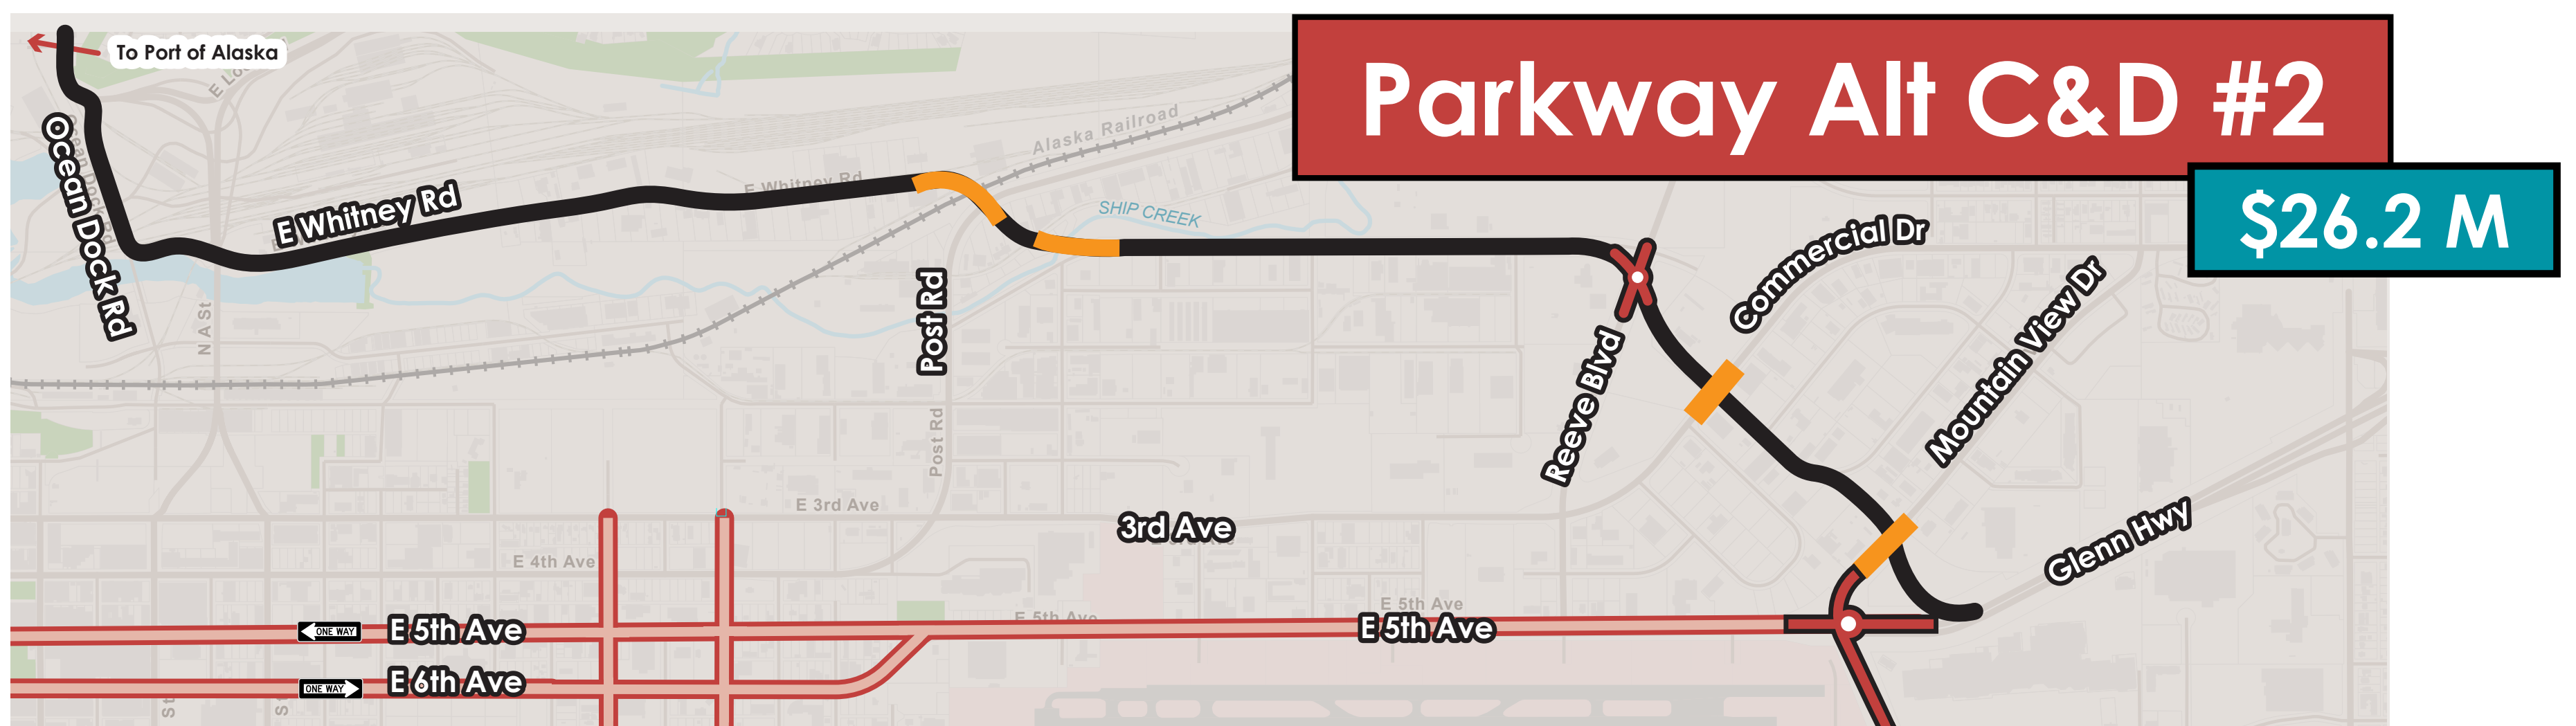 Parkway Alt C&D #2
$26.2 M
To Port of Alaska
Ocean Dock Rd
E Whitney Rd
E Whitney Rd
Alaska Railroad
SHIP CREEK
Post Rd
Post Rd
N A St
Reeve Blvd
Commercial Dr
Mountain View Dr
Glenn Hwy
E 3rd Ave
3rd Ave
E 4th Ave
E 5th Ave
E 5th Ave
ONE WAY
E 5th Ave
E 5th Ave
ONE WAY
E 6th Ave